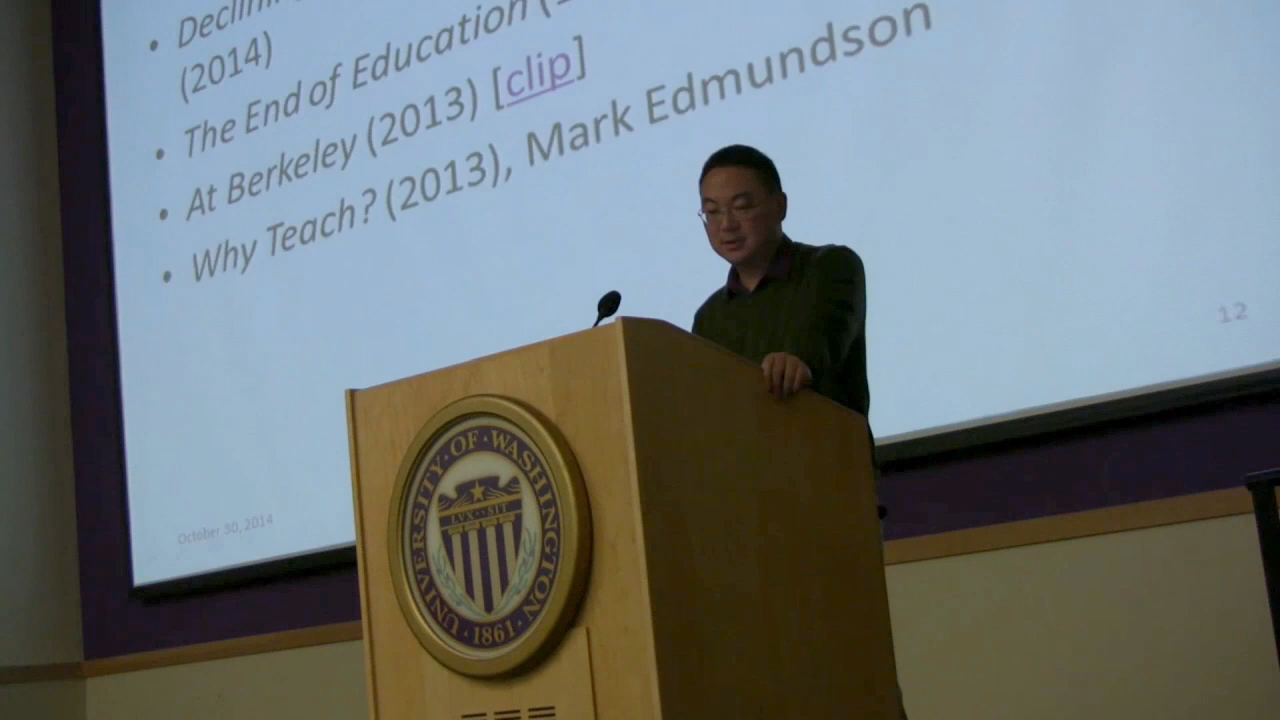 • Declining
(2014)
• The End of Education (
• At Berkeley (2013) [clip]
• Why Teach? (2013), Mark Edmundson
12
October 30, 2014
UNIVERSITY · OF · WASHINGTON
LVX · SIT
· 1861 ·